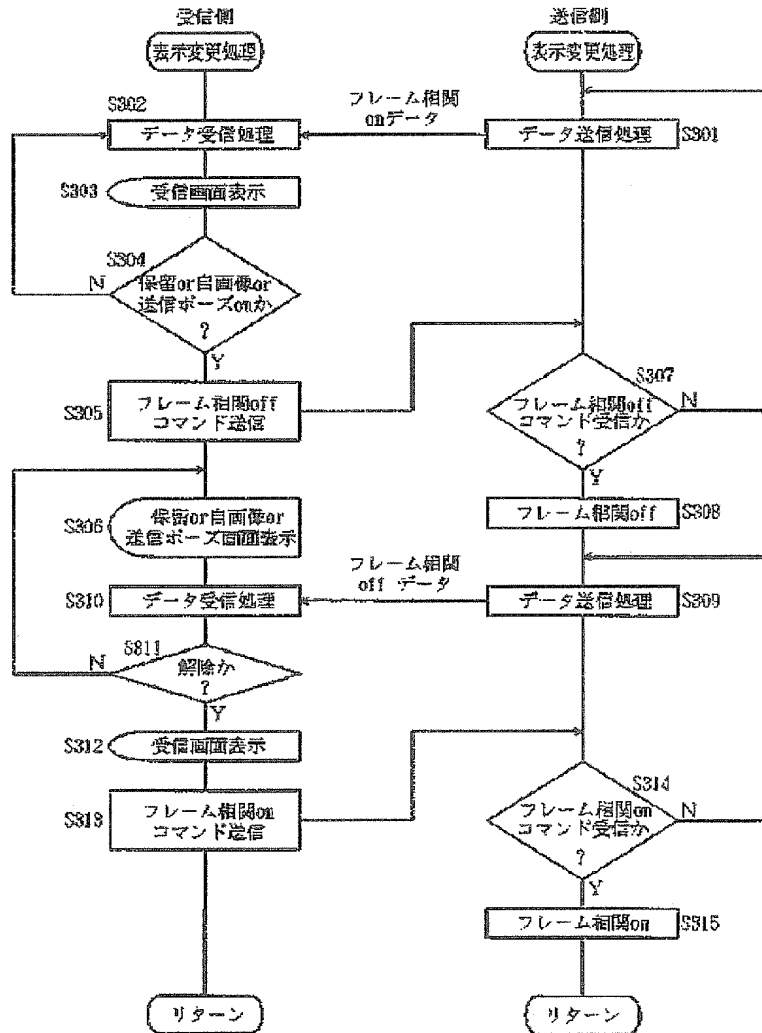 受信側
表示変更処理
S302
データ受信処理
S303
受信画面表示
S304
N
保留or自画像or
送信ポーズonか
?
Y
S305
フレーム相関off
コマンド送信
S306
保留or自画像or
送信ポーズ画面表示
S310
データ受信処理
S311
N
解除か
?
Y
S312
受信画面表示
S313
フレーム相関on
コマンド送信
リターン
フレーム相関
onデータ
フレーム相関
off データ
送信側
表示変更処理
データ送信処理
S301
S307
フレーム相関off
コマンド受信か
?
N
Y
フレーム相関off
S308
データ送信処理
S309
S314
フレーム相関on
コマンド受信か
?
N
Y
フレーム相関on
S315
リターン